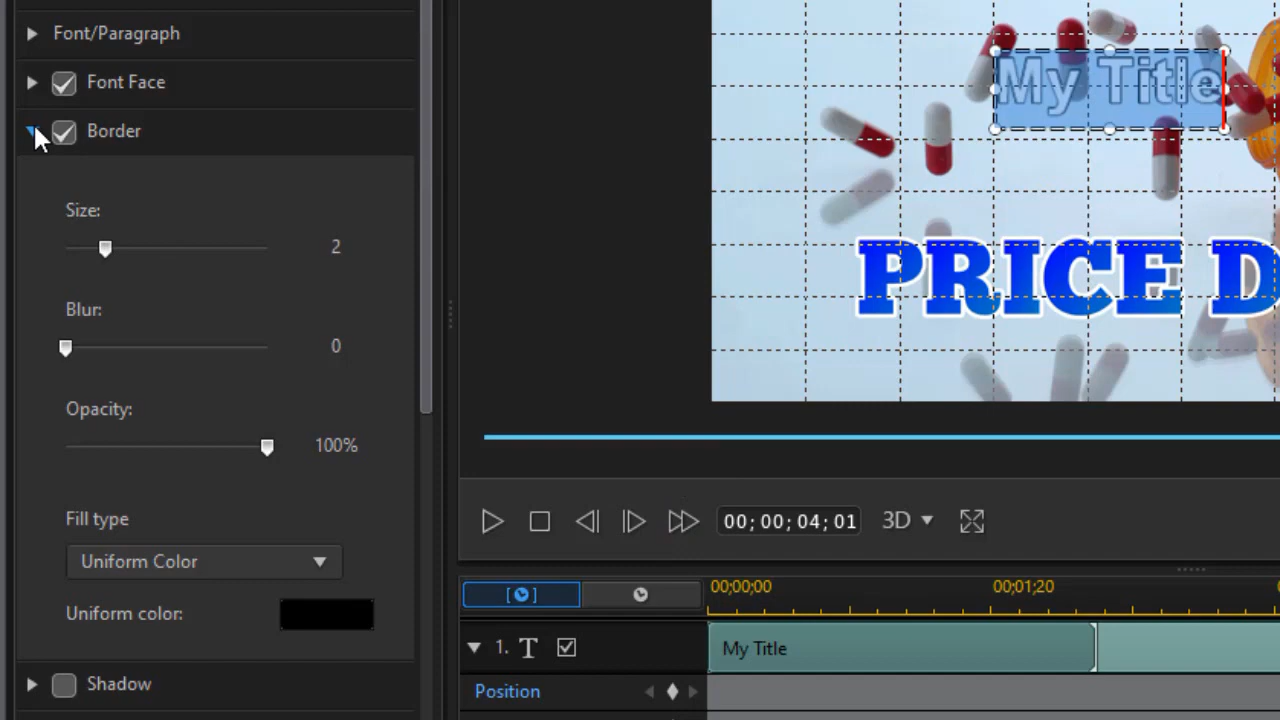 Font/Paragraph
Font Face
Border
Size:
2
Blur:
0
Opacity:
100%
Fill type
Uniform Color
Uniform color:
Shadow
My Title
PRICE D
00;00;04;01
3D
00;00;00
00;01;20
1. T
My Title
Position